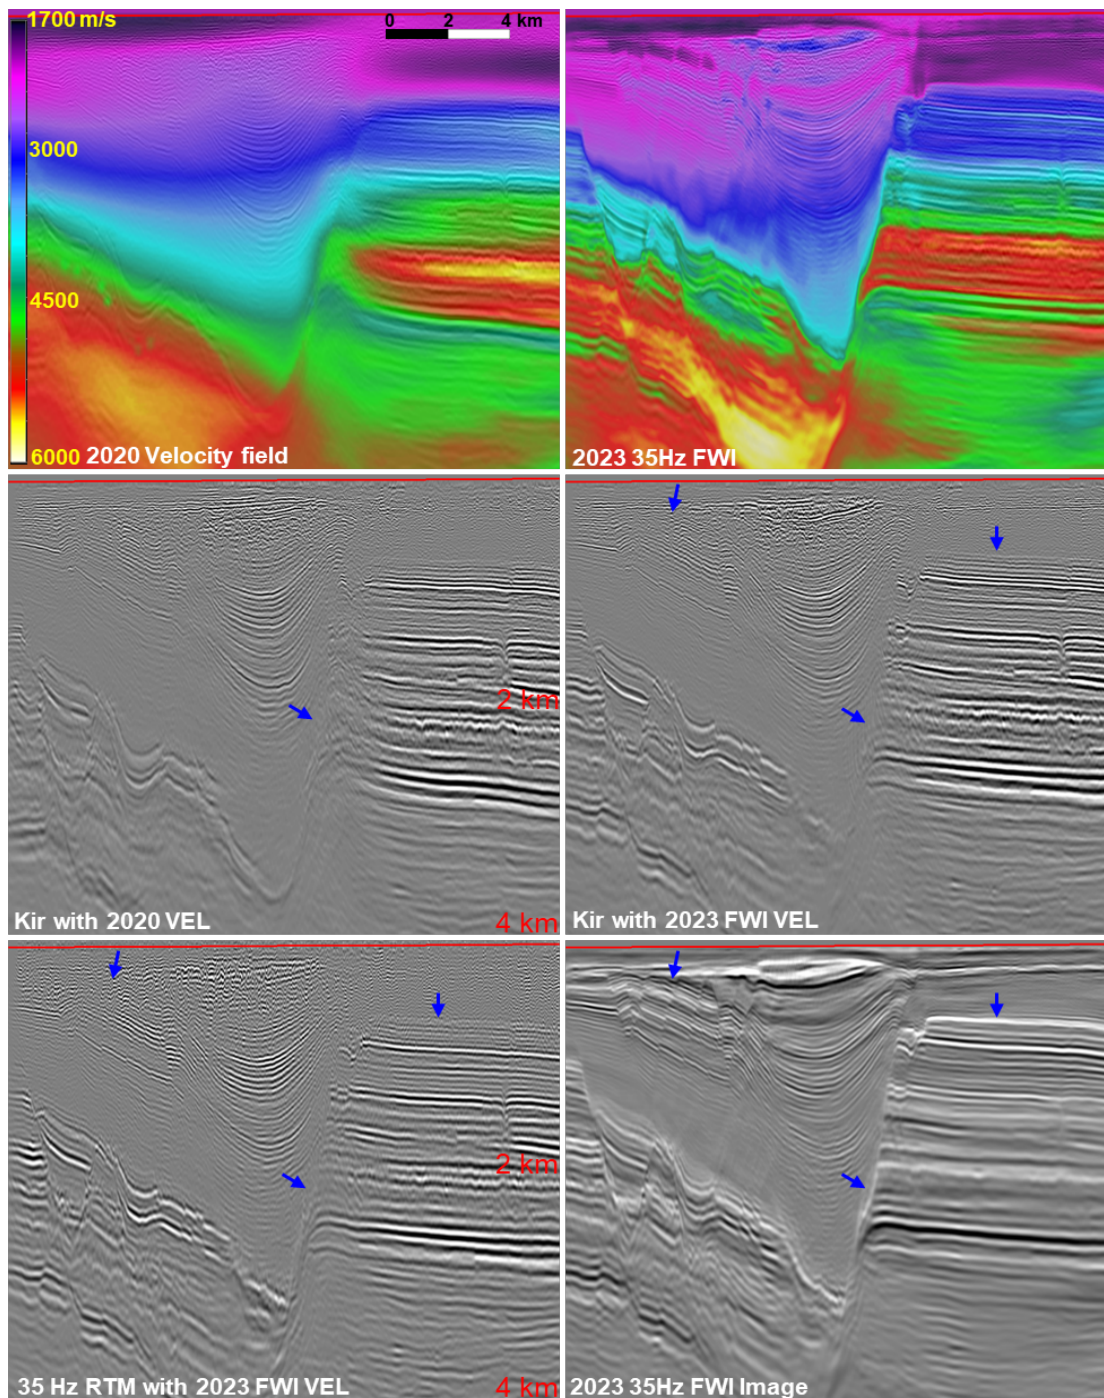 1700 m/s
0 2 4 km
3000
4500
6000
2020 Velocity field
2023 35Hz FWI
2 km
Kir with 2020 VEL
4 km
Kir with 2023 FWI VEL
2 km
35 Hz RTM with 2023 FWI VEL
4 km
2023 35Hz FWI Image